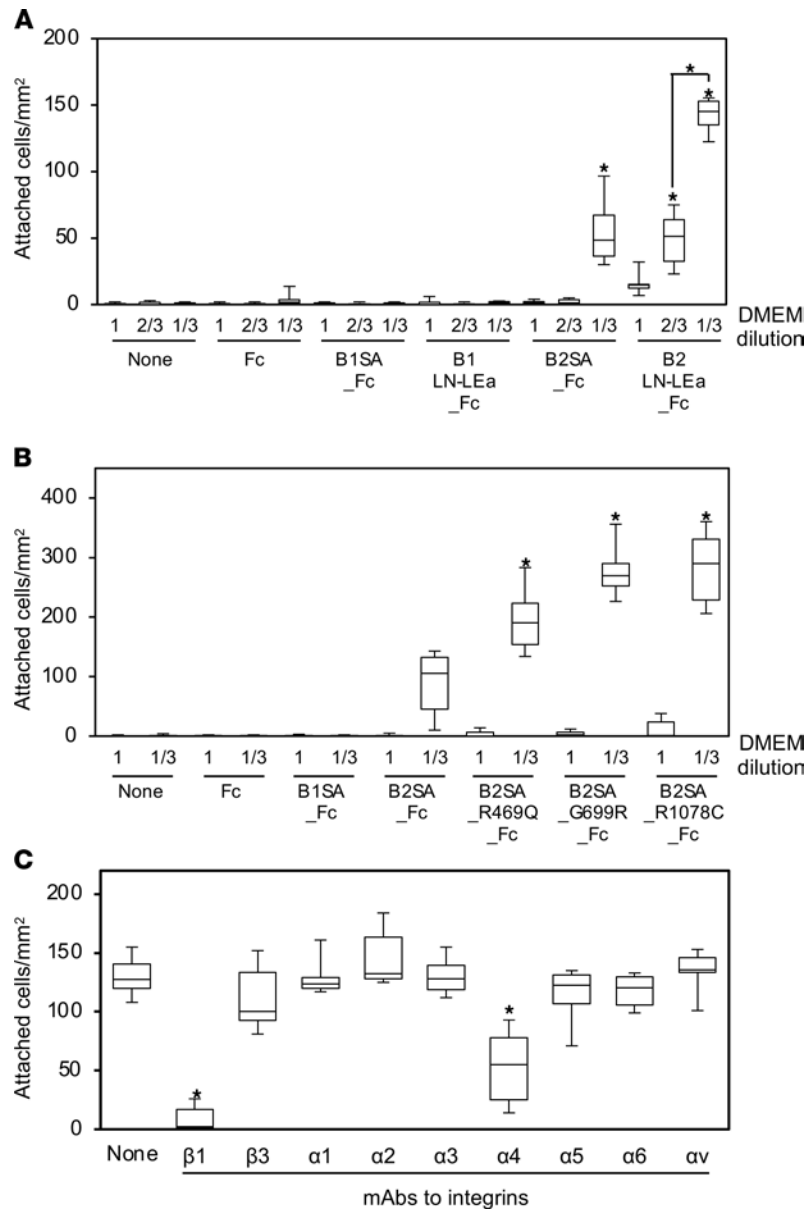 A
200
150
100
50
0
Attached cells/mm²
* * * * *
1 2/3 1/3 1 2/3 1/3 1 2/3 1/3 1 2/3 1/3 1 2/3 1/3 1 2/3 1/3
DMEM dilution
None
Fc
B1SA _Fc
B1 LN-LEa _Fc
B2SA _Fc
B2 LN-LEa _Fc
B
400
300
200
100
0
Attached cells/mm²
* * *
1 1/3 1 1/3 1 1/3 1 1/3 1 1/3 1 1/3 1 1/3
DMEM dilution
None
Fc
B1SA _Fc
B2SA _Fc
B2SA _R469Q _Fc
B2SA _G699R _Fc
B2SA _R1078C _Fc
C
200
150
100
50
0
Attached cells/mm²
* *
None β1 β3 α1 α2 α3 α4 α5 α6 αv
mAbs to integrins